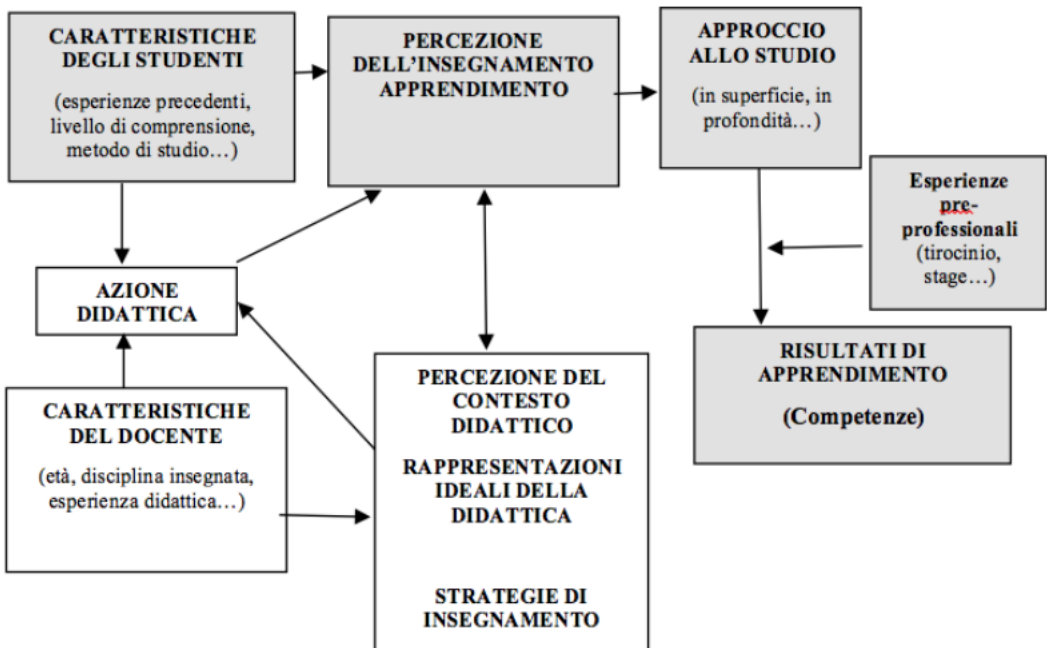 CARATTERISTICHE
DEGLI STUDENTI
(esperienze precedenti,
livello di comprensione,
metodo di studio…)
PERCEZIONE
DELL’INSEGNAMENTO
APPRENDIMENTO
APPROCCIO
ALLO STUDIO
(in superficie, in
profondità…)
Esperienze
pre-
professionali
(tirocinio,
stage…)
AZIONE
DIDATTICA
CARATTERISTICHE
DEL DOCENTE
(età, disciplina insegnata,
esperienza didattica…)
PERCEZIONE DEL
CONTESTO
DIDATTICO
RAPPRESENTAZIONI
IDEALI DELLA
DIDATTICA
STRATEGIE DI
INSEGNAMENTO
RISULTATI DI
APPRENDIMENTO
(Competenze)